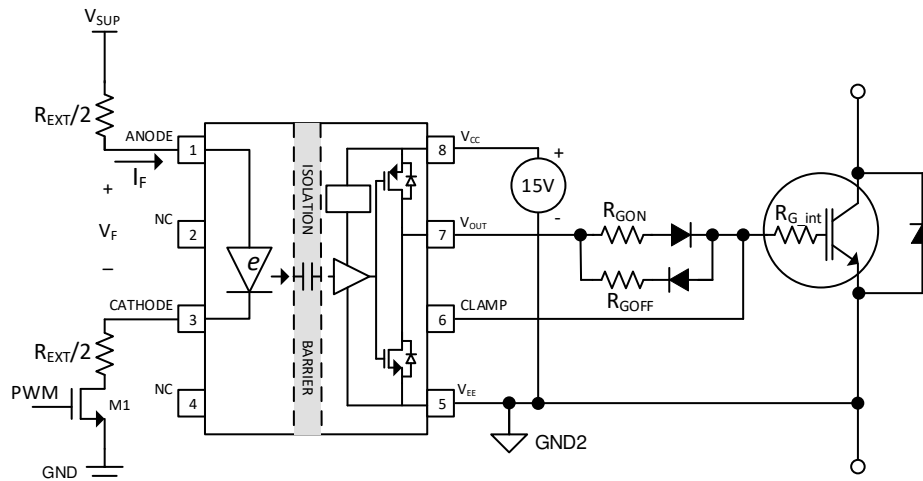 VSUP
REXT/2
ANODE
1
IF
+
VF
–
NC
2
CATHODE
3
REXT/2
NC
4
PWM
M1
GND
e
ISOLATION
BARRIER
8
VCC
7
VOUT
6
CLAMP
5
VEE
+
15V
-
GND2
RGON
RGOFF
RG_int